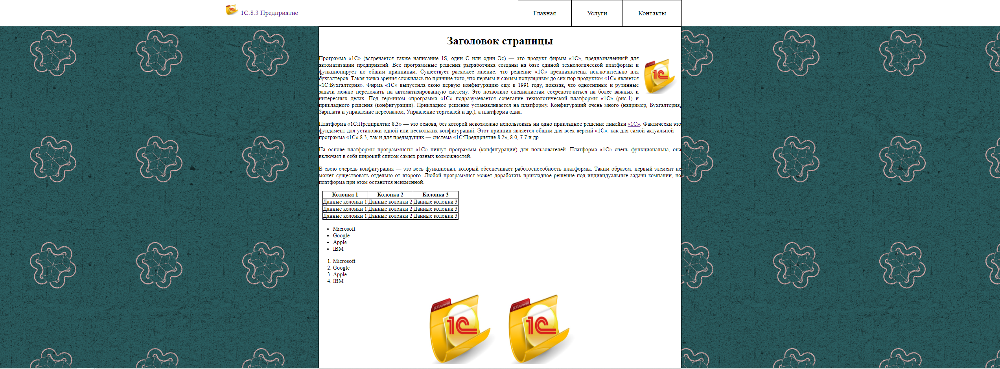 1С:8.3 Предприятие
Главная
Услуги
Контакты
Заголовок страницы
Программа «1С» (встречается также написание 1S, один С или один Эс) — это продукт фирмы «1С», предназначенный для
автоматизации предприятий. Все программные решения разработчика созданы на базе единой технологической платформы и
функционирует по общим принципам. Существует расхожее мнение, что решение «1С» предназначены исключительно для
бухгалтеров. Такая точка зрения сложилась по причине того, что первым и самым популярным до сих пор продуктом «1С» является
«1С:Бухгалтерия». Фирма «1С» выпустила свою первую конфигурацию еще в 1991 году, показав, что однотипные и рутинные
задачи можно переложить на автоматизированную систему. Это позволило специалистам сосредоточиться на более важных и
интересных делах. Под термином «программа «1С» подразумевается сочетание технологической платформы «1С» (рис.1) и
прикладного решения (конфигурации). Прикладное решение устанавливается на платформу. Конфигураций очень много (например, Бухгалтерия,
Зарплата и управление персоналом, Управление торговлей и др.), а платформа одна.
Платформа «1С:Предприятие 8.3» — это основа, без которой невозможно использовать ни одно прикладное решение линейки «1С». Фактически это
фундамент для установки одной или нескольких конфигураций. Этот принцип является общим для всех версий «1С»: как для самой актуальной —
программа «1С» 8.3, так и для предыдущих — система «1С:Предприятие 8.2», 8.0, 7.7 и др.
На основе платформы программисты «1С» пишут программы (конфигурации) для пользователей. Платформа «1С» очень функциональна, она
включает в себя широкий список самых разных возможностей.
В свою очередь конфигурация — это весь функционал, который обеспечивает работоспособность платформы. Таким образом, первый элемент не
может существовать отдельно от второго. Любой программист может доработать прикладное решение под индивидуальные задачи компании, но
платформа при этом останется неизменной.
Колонка 1 Колонка 2 Колонка 3
Данные колонки 1 Данные колонки 2 Данные колонки 3
Данные колонки 1 Данные колонки 2 Данные колонки 3
Данные колонки 1 Данные колонки 2 Данные колонки 3
• Microsoft
• Google
• Apple
• IBM
1. Microsoft
2. Google
3. Apple
4. IBM
1С:Предприятие
1С
1С:Предприятие
1С